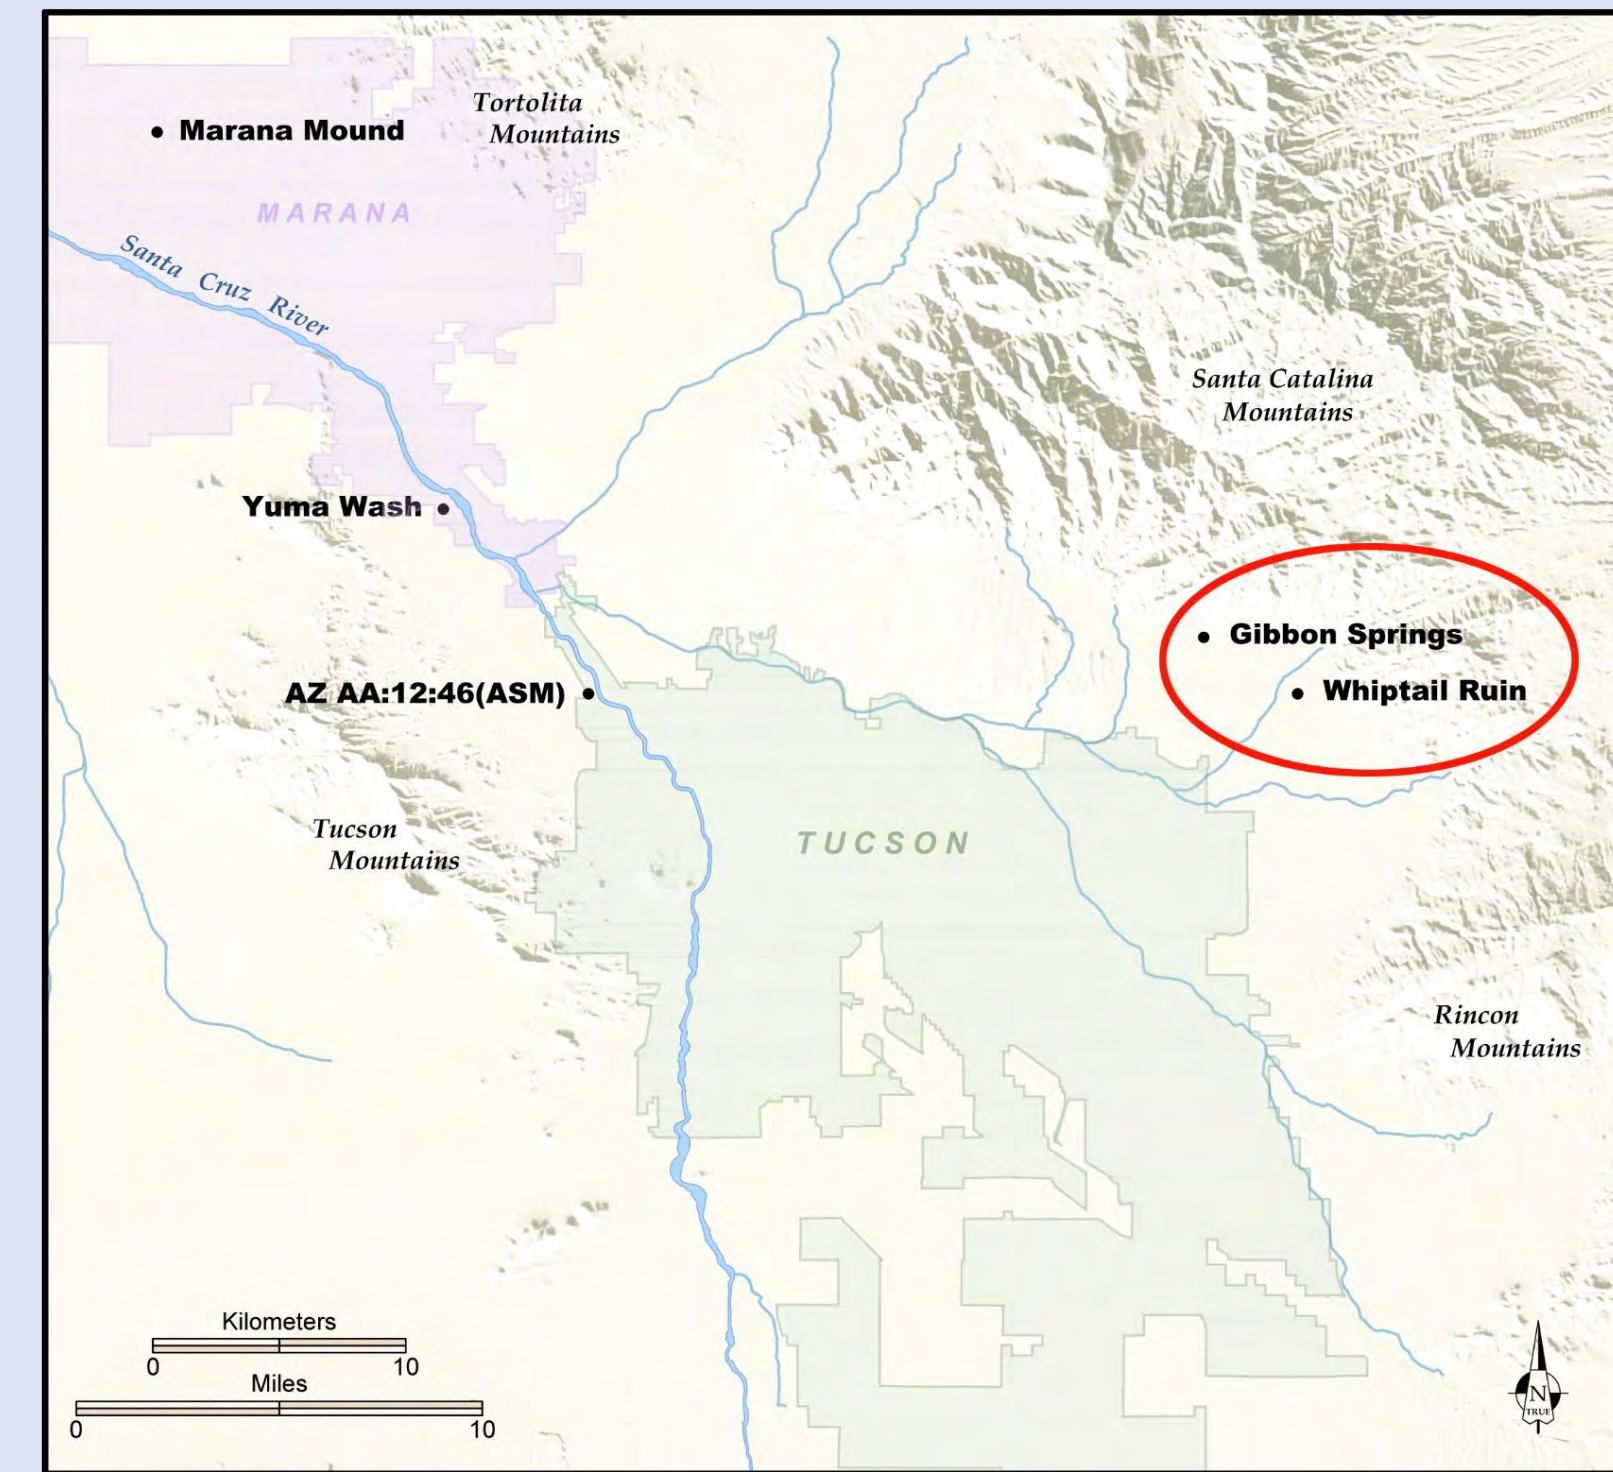 Tortolita
Mountains
Marana Mound
MARANA
Santa Cruz River
Santa Catalina
Mountains
Yuma Wash
Gibbon Springs
AZ AA:12:46(ASM)
Whiptail Ruin
Tucson
Mountains
TUCSON
Rincon
Mountains
Kilometers
0 10
Miles
0 10
N
TRUE